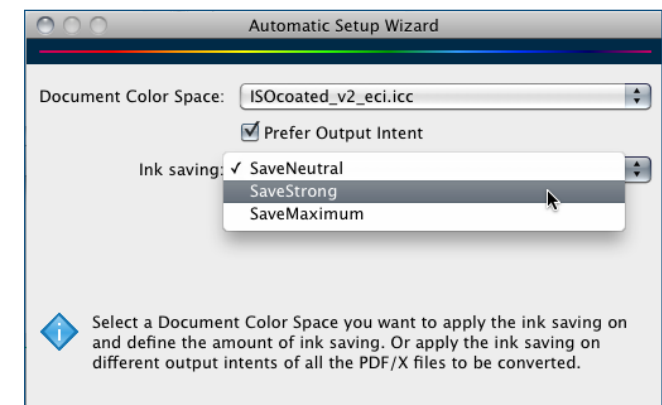 Automatic Setup Wizard
Document Color Space: ISOcoated_v2_eci.icc
Prefer Output Intent
Ink saving: ✓ SaveNeutral
SaveStrong
SaveMaximum
Select a Document Color Space you want to apply the ink saving on
and define the amount of ink saving. Or apply the ink saving on
different output intents of all the PDF/X files to be converted.